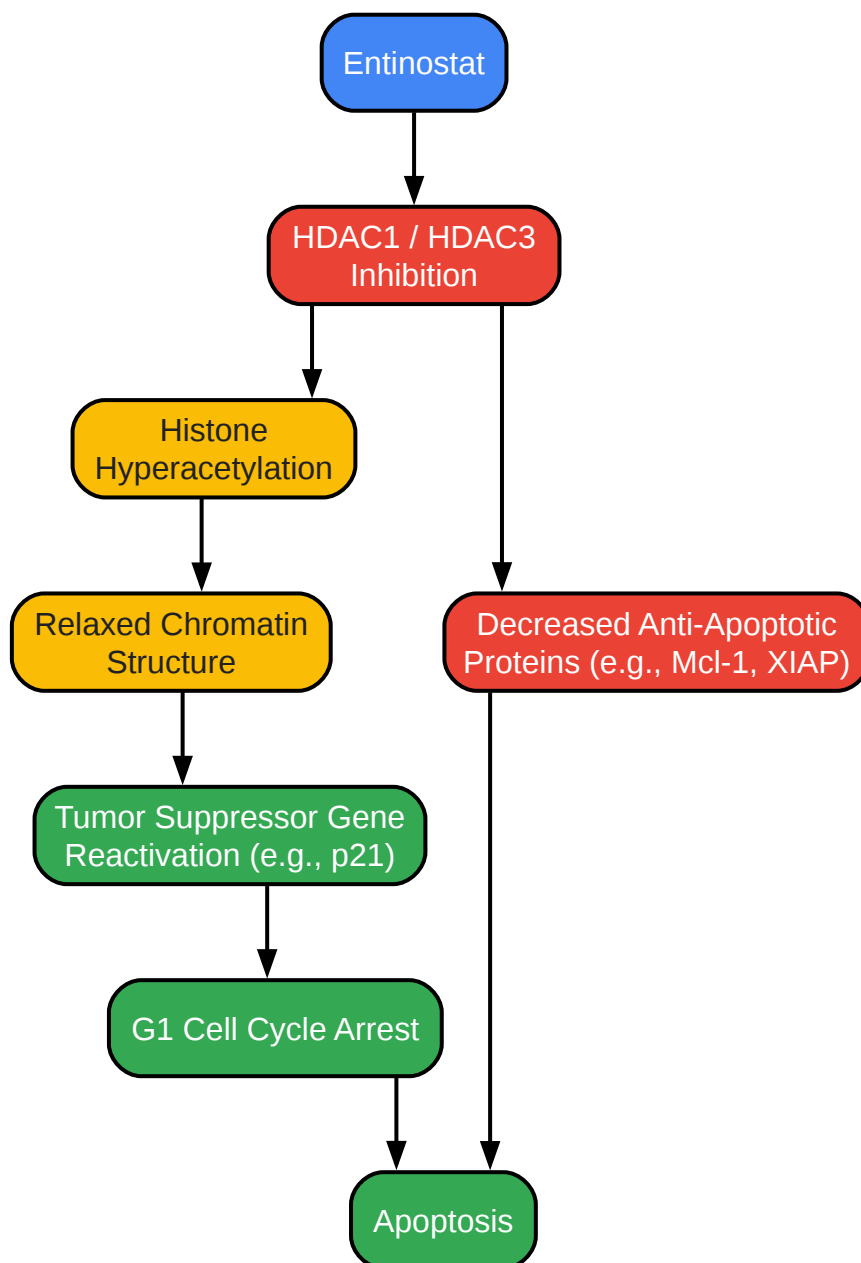 Entinostat
HDAC1 / HDAC3
Inhibition
Histone
Hyperacetylation
Relaxed Chromatin
Structure
Decreased Anti-Apoptotic
Proteins (e.g., Mcl-1, XIAP)
Tumor Suppressor Gene
Reactivation (e.g., p21)
G1 Cell Cycle Arrest
Apoptosis